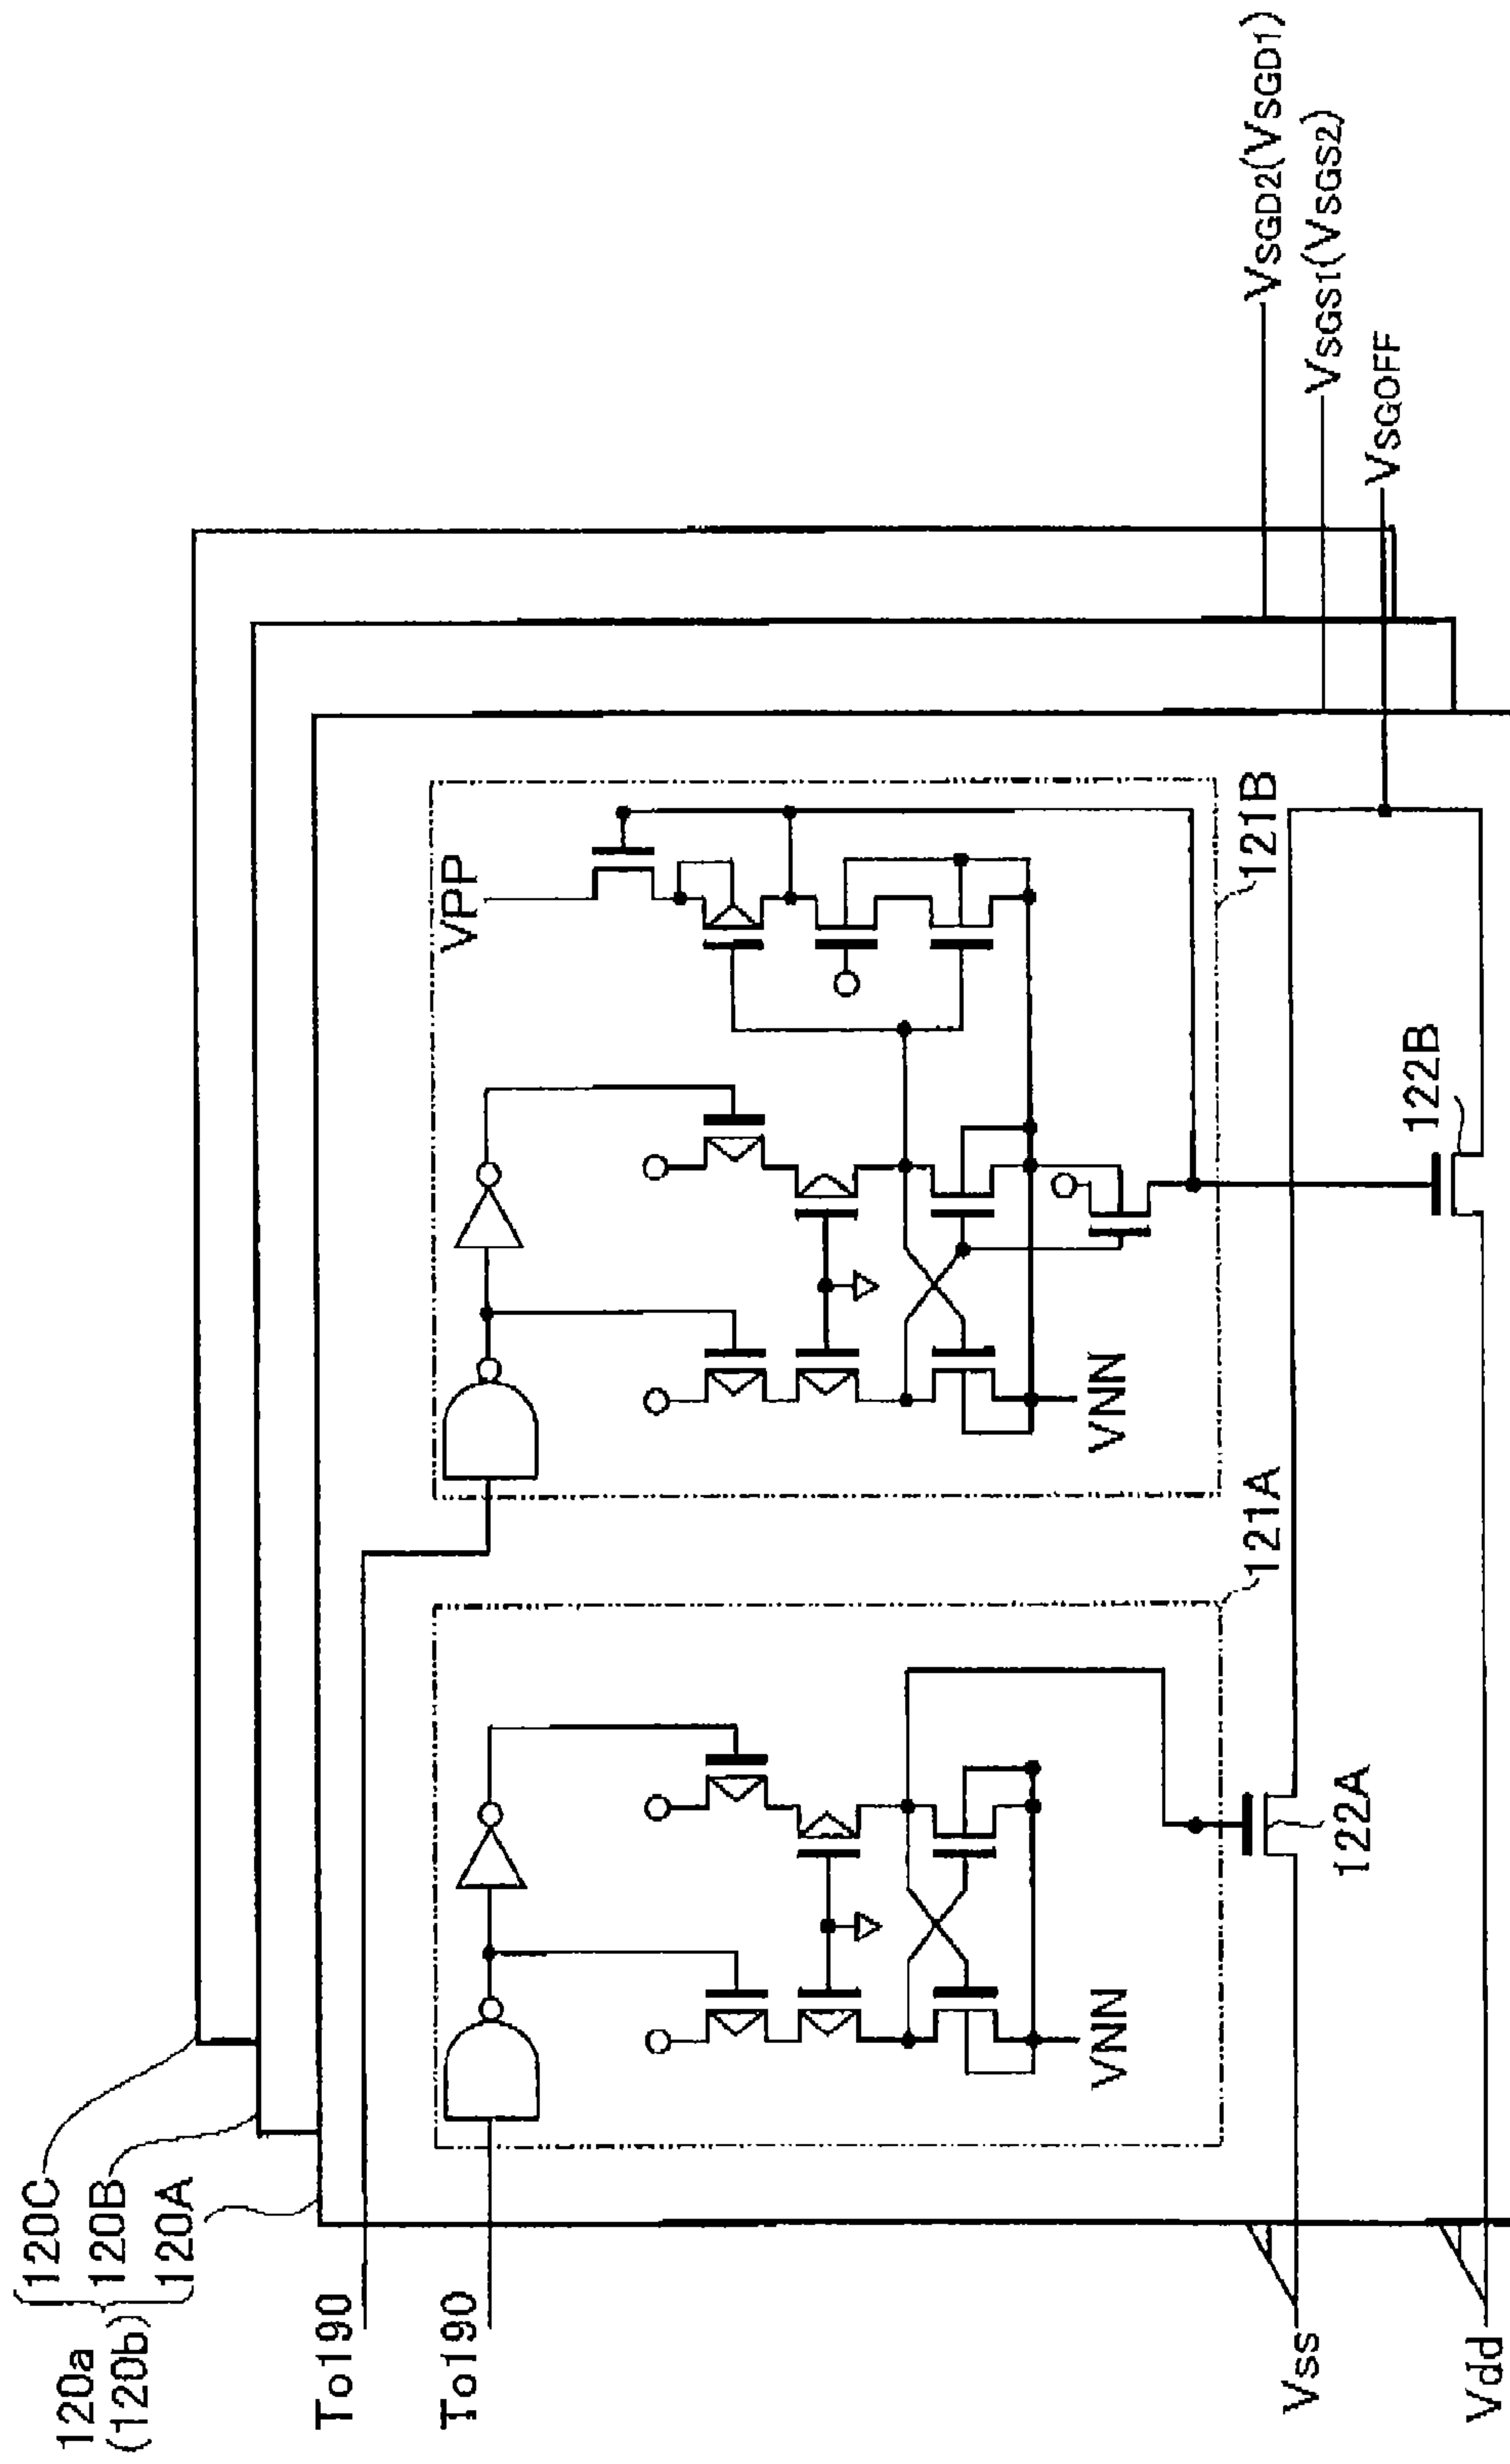 120a
(120b)
120C
120B
120A
To190
To190
Vss
Vdd
VNN
121A
122A
VNN
VPP
121B
122B
VSGD2(VSGD1)
VSGS1(VSGS2)
VSGOFF